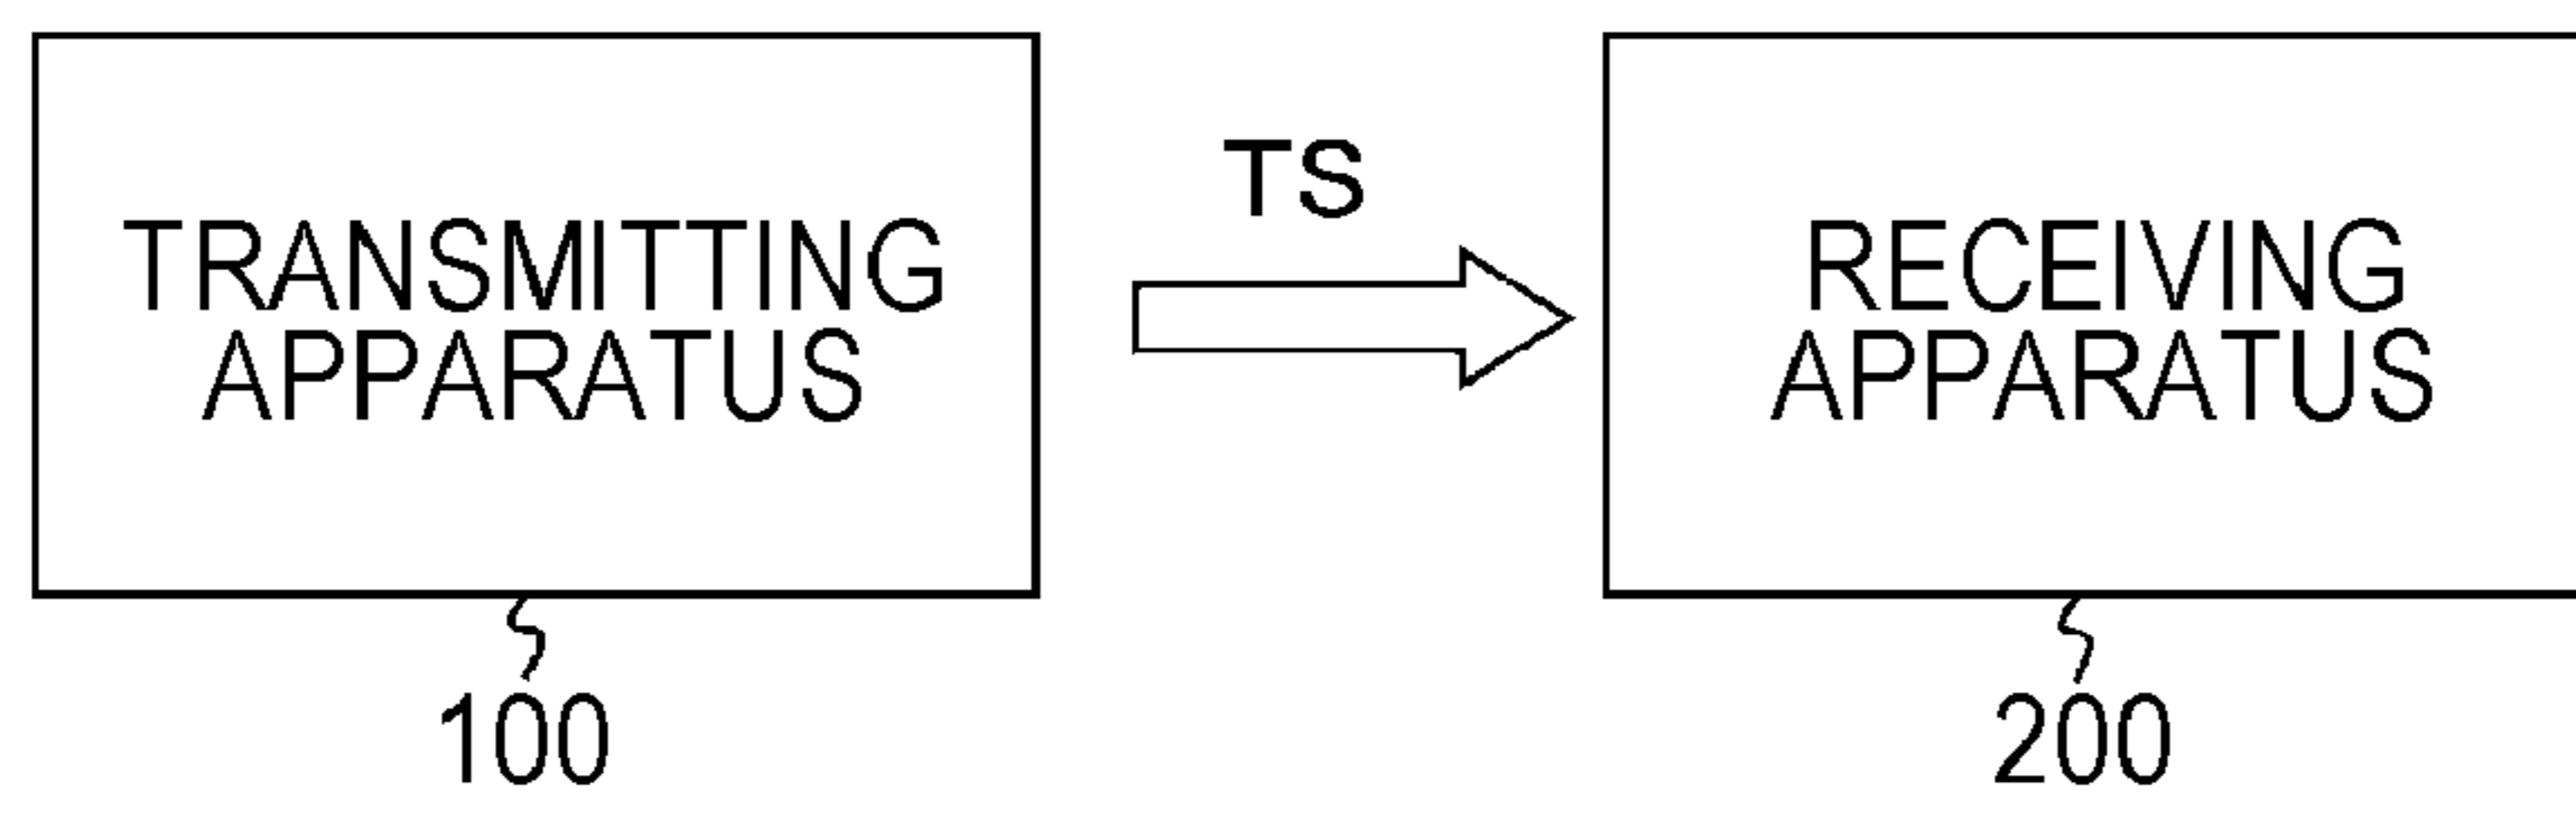 TRANSMITTING
APPARATUS
TS
RECEIVING
APPARATUS
100
200